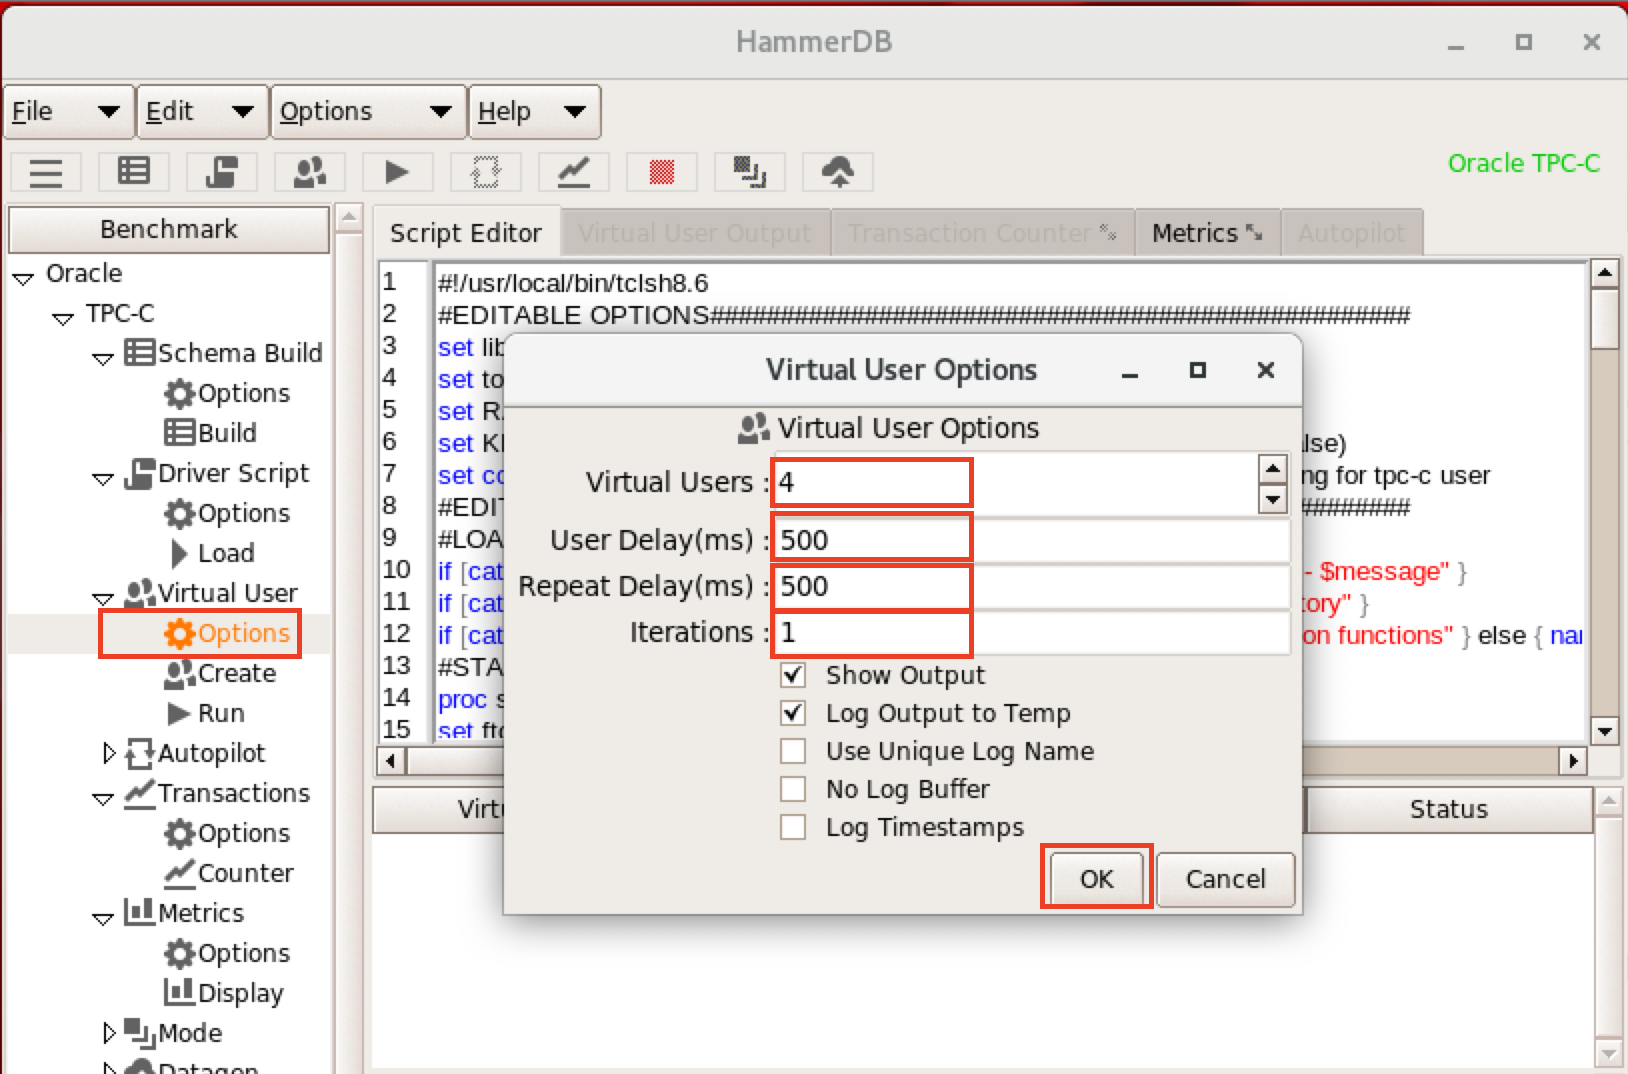 HammerDB
File Edit Options Help
Oracle TPC-C
Benchmark
Oracle
TPC-C
Schema Build
Options
Build
Driver Script
Options
Load
Virtual User
Options
Create
Run
Autopilot
Transactions
Options
Counter
Metrics
Options
Display
Mode
Datagen
Script Editor Virtual User Output Transaction Counter Metrics Autopilot
1 #!/usr/local/bin/tclsh8.6
2 #EDITABLE OPTIONS##################################################
3 set lib
4 set to
5 set R
6 set K lse)
7 set co ng for tpc-c user
8 #EDIT ########
9 #LOA
10 if [cat - $message" }
11 if [cat tory" }
12 if [cat on functions" } else { nar
13 #STA
14 proc s
15 set ftc
Virtual User Options
Virtual User Options
Virtual Users : 4
User Delay(ms) : 500
Repeat Delay(ms) : 500
Iterations : 1
Show Output
Log Output to Temp
Use Unique Log Name
No Log Buffer
Log Timestamps
OK Cancel
Virtu Status